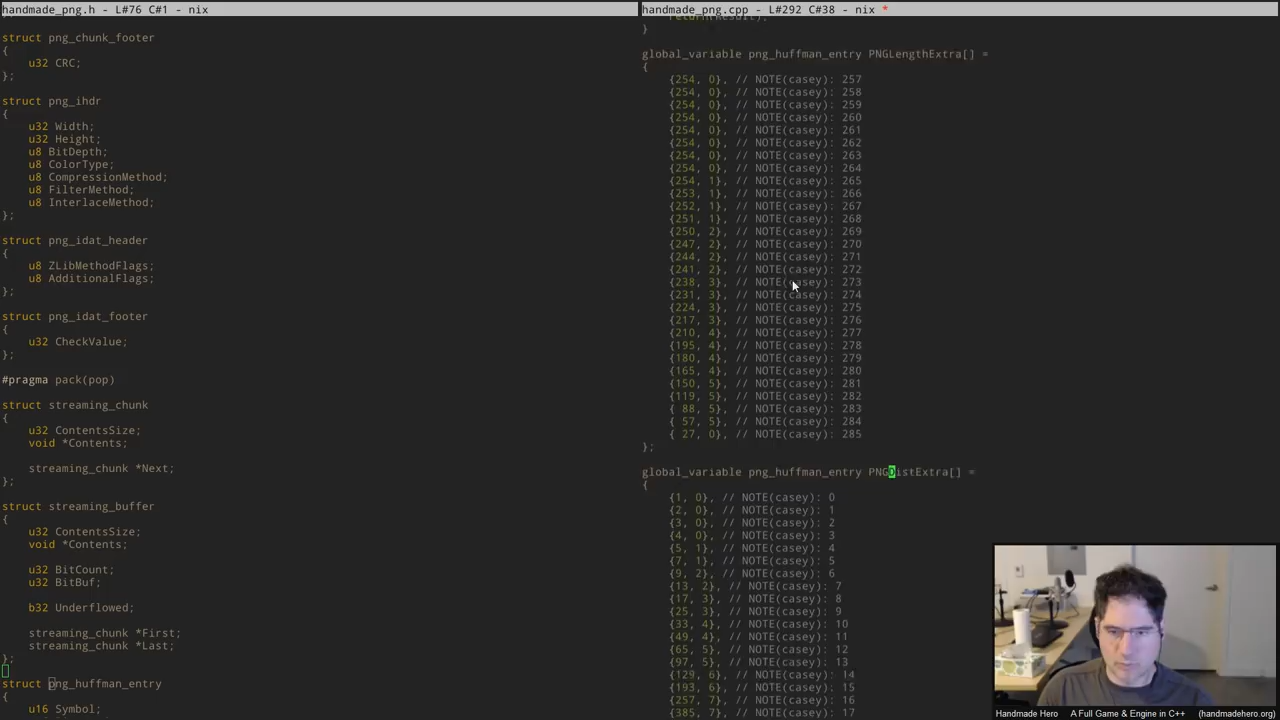 handmade_png.h - L#76 C#1 - nix
struct png_chunk_footer
{
    u32 CRC;
};
struct png_ihdr
{
    u32 Width;
    u32 Height;
    u8 BitDepth;
    u8 ColorType;
    u8 CompressionMethod;
    u8 FilterMethod;
    u8 InterlaceMethod;
};
struct png_idat_header
{
    u8 ZLibMethodFlags;
    u8 AdditionalFlags;
};
struct png_idat_footer
{
    u32 CheckValue;
};
#pragma pack(pop)
struct streaming_chunk
{
    u32 ContentsSize;
    void *Contents;
    streaming_chunk *Next;
};
struct streaming_buffer
{
    u32 ContentsSize;
    void *Contents;
    u32 BitCount;
    u32 BitBuf;
    b32 Underflowed;
    streaming_chunk *First;
    streaming_chunk *Last;
};
struct png_huffman_entry
{
    u16 Symbol;
handmade_png.cpp - L#292 C#38 - nix *
    return(Result);
}
global_variable png_huffman_entry PNGLengthExtra[] =
{
    {254, 0}, // NOTE(casey): 257
    {254, 0}, // NOTE(casey): 258
    {254, 0}, // NOTE(casey): 259
    {254, 0}, // NOTE(casey): 260
    {254, 0}, // NOTE(casey): 261
    {254, 0}, // NOTE(casey): 262
    {254, 0}, // NOTE(casey): 263
    {254, 0}, // NOTE(casey): 264
    {254, 1}, // NOTE(casey): 265
    {253, 1}, // NOTE(casey): 266
    {252, 1}, // NOTE(casey): 267
    {251, 1}, // NOTE(casey): 268
    {250, 2}, // NOTE(casey): 269
    {247, 2}, // NOTE(casey): 270
    {244, 2}, // NOTE(casey): 271
    {241, 2}, // NOTE(casey): 272
    {238, 3}, // NOTE(casey): 273
    {231, 3}, // NOTE(casey): 274
    {224, 3}, // NOTE(casey): 275
    {217, 3}, // NOTE(casey): 276
    {210, 4}, // NOTE(casey): 277
    {195, 4}, // NOTE(casey): 278
    {180, 4}, // NOTE(casey): 279
    {165, 4}, // NOTE(casey): 280
    {150, 5}, // NOTE(casey): 281
    {119, 5}, // NOTE(casey): 282
    { 88, 5}, // NOTE(casey): 283
    { 57, 5}, // NOTE(casey): 284
    { 27, 0}, // NOTE(casey): 285
};
global_variable png_huffman_entry PNGDistExtra[] =
{
    {1, 0}, // NOTE(casey): 0
    {2, 0}, // NOTE(casey): 1
    {3, 0}, // NOTE(casey): 2
    {4, 0}, // NOTE(casey): 3
    {5, 1}, // NOTE(casey): 4
    {7, 1}, // NOTE(casey): 5
    {9, 2}, // NOTE(casey): 6
    {13, 2}, // NOTE(casey): 7
    {17, 3}, // NOTE(casey): 8
    {25, 3}, // NOTE(casey): 9
    {33, 4}, // NOTE(casey): 10
    {49, 4}, // NOTE(casey): 11
    {65, 5}, // NOTE(casey): 12
    {97, 5}, // NOTE(casey): 13
    {129, 6}, // NOTE(casey): 14
    {193, 6}, // NOTE(casey): 15
    {257, 7}, // NOTE(casey): 16
    {385, 7}, // NOTE(casey): 17
Handmade Hero    A Full Game & Engine in C++    (handmadehero.org)